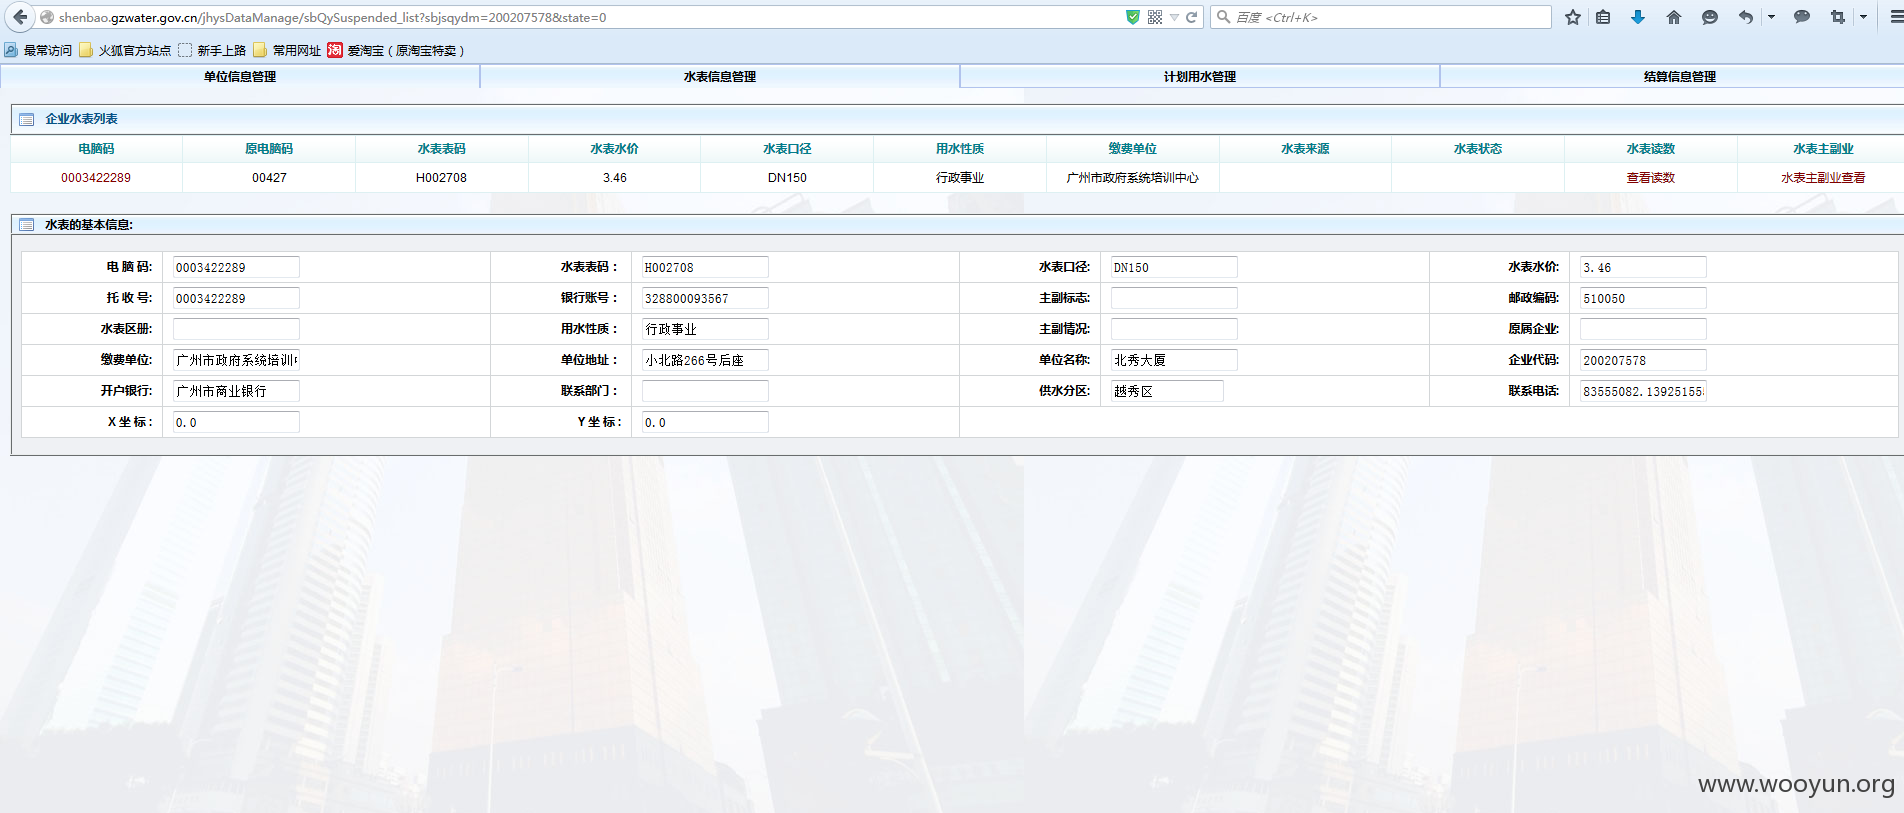 shenbao.gzwater.gov.cn/jhysDataManage/sbQySuspended_list?sbjsqydm=200207578&state=0
百度 <Ctrl+K>
最常访问 火狐官方站点 新手上路 常用网址 淘 爱淘宝（原淘宝特卖）
单位信息管理 水表信息管理 计划用水管理 结算信息管理
企业水表列表
电脑码 原电脑码 水表表码 水表水价 水表口径 用水性质 缴费单位 水表来源 水表状态 水表读数 水表主副业
0003422289 00427 H002708 3.46 DN150 行政事业 广州市政府系统培训中心 查看读数 水表主副业查看
水表的基本信息:
电 脑 码: 0003422289 水表表码： H002708 水表口径: DN150 水表水价: 3.46
托 收 号: 0003422289 银行账号： 328800093567 主副标志: 邮政编码: 510050
水表区册: 用水性质： 行政事业 主副情况: 原属企业:
缴费单位: 广州市政府系统培训 单位地址： 小北路266号后座 单位名称: 北秀大厦 企业代码: 200207578
开户银行: 广州市商业银行 联系部门： 供水分区: 越秀区 联系电话: 83555082.13925155
X 坐 标： 0.0 Y 坐 标： 0.0
www.wooyun.org